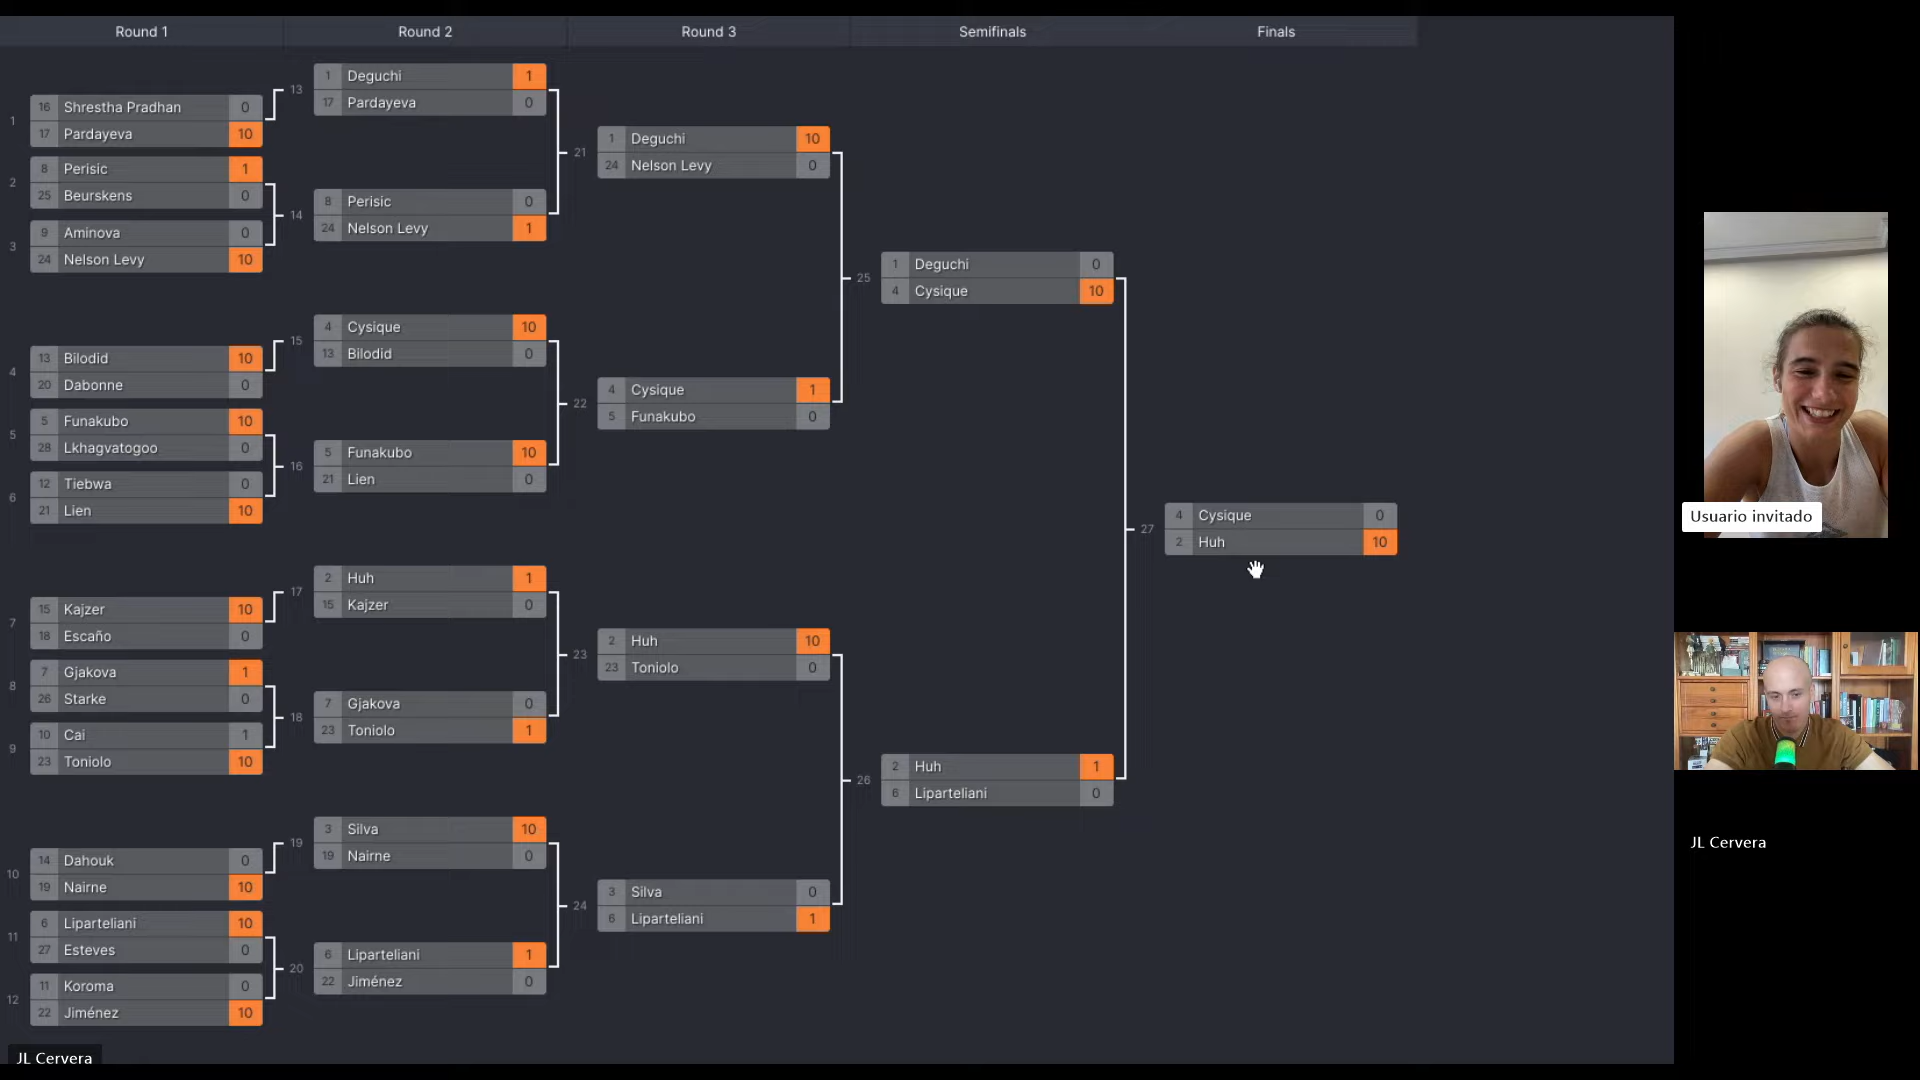 Round 1
Round 2
Round 3
Semifinals
Finals
1
16 Shrestha Pradhan 0
17 Pardayeva 10
2
8 Perisic 1
25 Beurskens 0
3
9 Aminova 0
24 Nelson Levy 10
4
13 Bilodid 10
20 Dabonne 0
5
5 Funakubo 10
28 Lkhagvatogoo 0
6
12 Tiebwa 0
21 Lien 10
7
15 Kajzer 10
18 Escaño 0
8
7 Gjakova 1
26 Starke 0
9
10 Cai 1
23 Toniolo 10
10
14 Dahouk 0
19 Nairne 10
11
6 Liparteliani 10
27 Esteves 0
12
11 Koroma 0
22 Jiménez 10
13
1 Deguchi 1
17 Pardayeva 0
14
8 Perisic 0
24 Nelson Levy 1
15
4 Cysique 10
13 Bilodid 0
16
5 Funakubo 10
21 Lien 0
17
2 Huh 1
15 Kajzer 0
18
7 Gjakova 0
23 Toniolo 1
19
3 Silva 10
19 Nairne 0
20
6 Liparteliani 1
22 Jiménez 0
21
1 Deguchi 10
24 Nelson Levy 0
22
4 Cysique 1
5 Funakubo 0
23
2 Huh 10
23 Toniolo 0
24
3 Silva 0
6 Liparteliani 1
25
1 Deguchi 0
4 Cysique 10
26
2 Huh 1
6 Liparteliani 0
27
4 Cysique 0
2 Huh 10
Usuario invitado
JL Cervera
JL Cervera